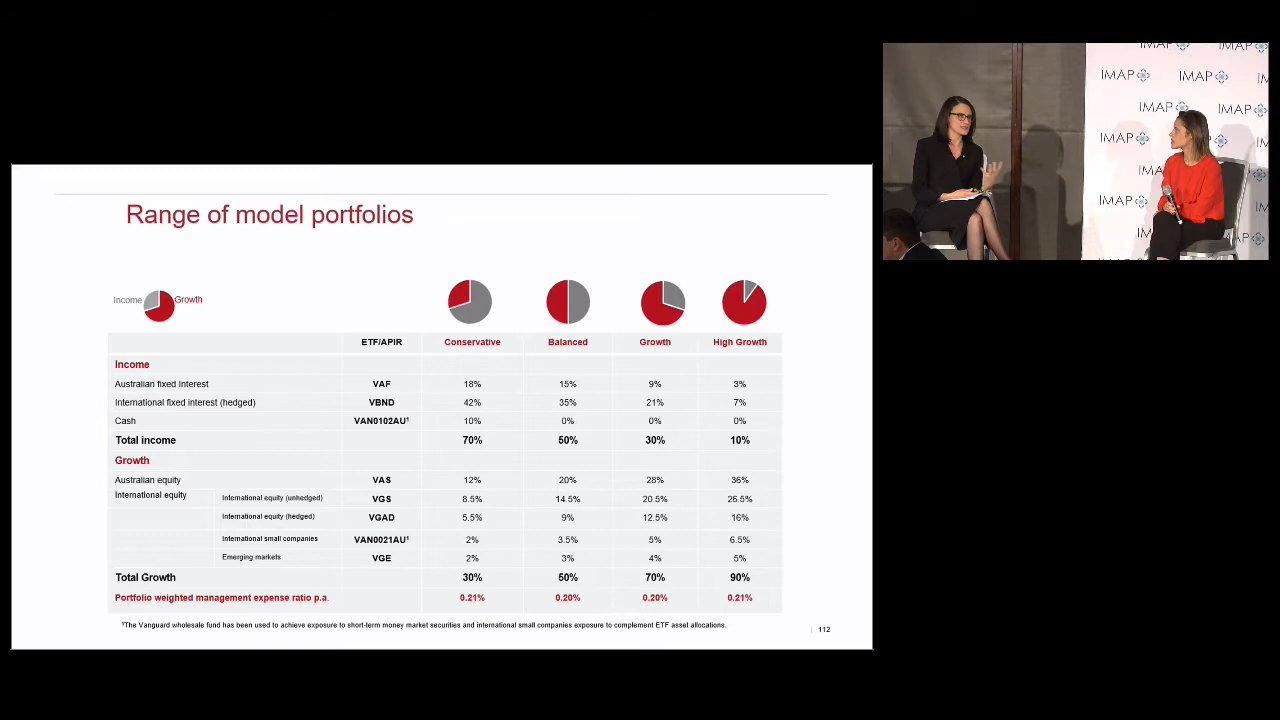 Range of model portfolios
Income Growth
ETF/APIR Conservative Balanced Growth High Growth
Income
Australian fixed Interest VAF 18% 15% 9% 3%
International fixed interest (hedged) VBND 42% 35% 21% 7%
Cash VAN0102AU¹ 10% 0% 0% 0%
Total income 70% 50% 30% 10%
Growth
Australian equity VAS 12% 20% 28% 36%
International equity International equity (unhedged) VGS 8.5% 14.5% 20.5% 26.5%
International equity (hedged) VGAD 5.5% 9% 12.5% 16%
International small companies VAN0021AU¹ 2% 3.5% 5% 6.5%
Emerging markets VGE 2% 3% 4% 5%
Total Growth 30% 50% 70% 90%
Portfolio weighted management expense ratio p.a. 0.21% 0.20% 0.20% 0.21%
¹The Vanguard wholesale fund has been used to achieve exposure to short-term money market securities and international small companies exposure to complement ETF asset allocations.
| 112
IMAP IMAP
IMAP IMAP
IMAP IMAP
IMAP IMAP
IMAP
IMAP IMAP
IMAP